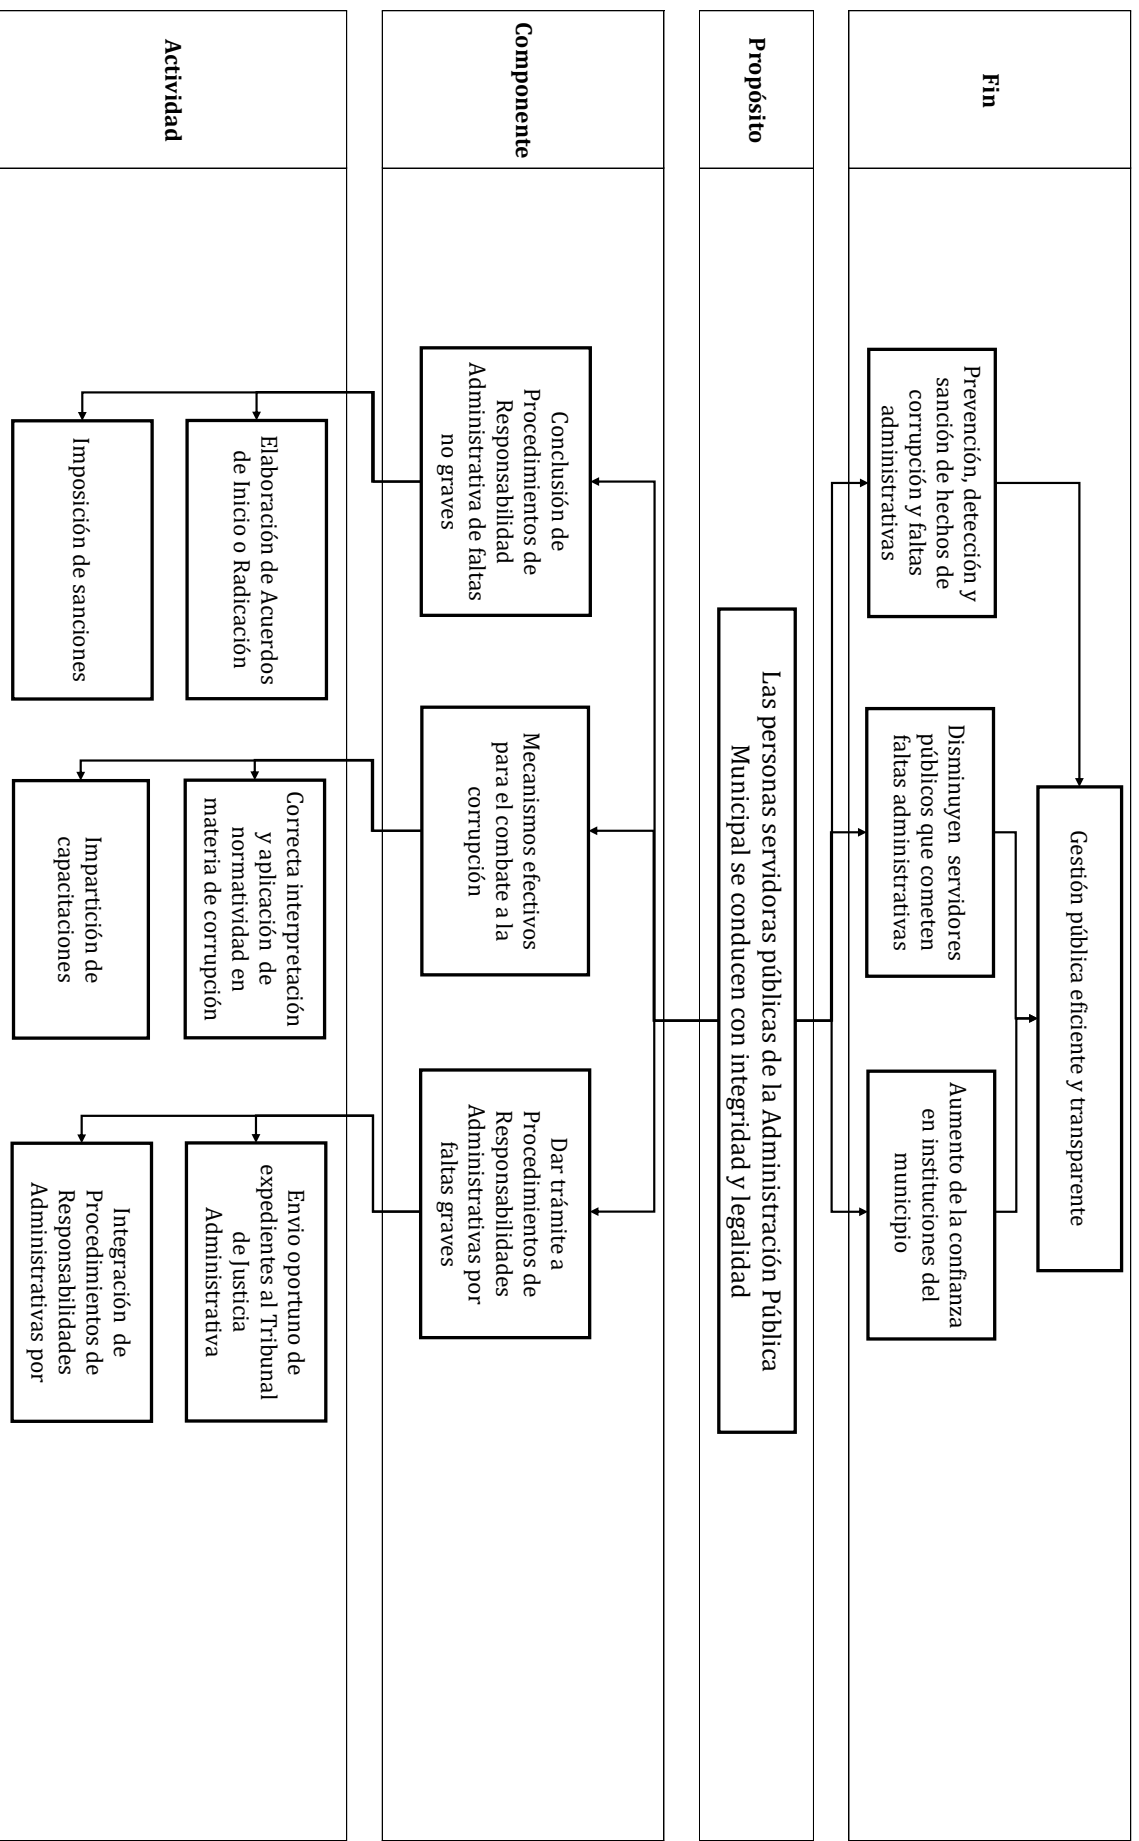 Fin
Gestión pública eficiente y transparente
Prevención, detección y
sanción de hechos de
corrupción y faltas
administrativas
Disminuyen servidores
públicos que cometen
faltas administrativas
Aumento de la confianza
en instituciones del
municipio
Propósito
Las personas servidoras públicas de la Administración Pública
Municipal se conducen con integridad y legalidad
Componente
Conclusión de
Procedimientos de
Responsabilidad
Administrativa de faltas
no graves
Mecanismos efectivos
para el combate a la
corrupción
Dar trámite a
Procedimientos de
Responsabilidades
Administrativas por
faltas graves
Actividad
Elaboración de Acuerdos
de Inicio o Radicación
Correcta interpretación
y aplicación de
normatividad en
materia de corrupción
Envio oportuno de
expedientes al Tribunal
de Justicia
Administrativa
Imposición de sanciones
Impartición de
capacitaciones
Integración de
Procedimientos de
Responsabilidades
Administrativas por